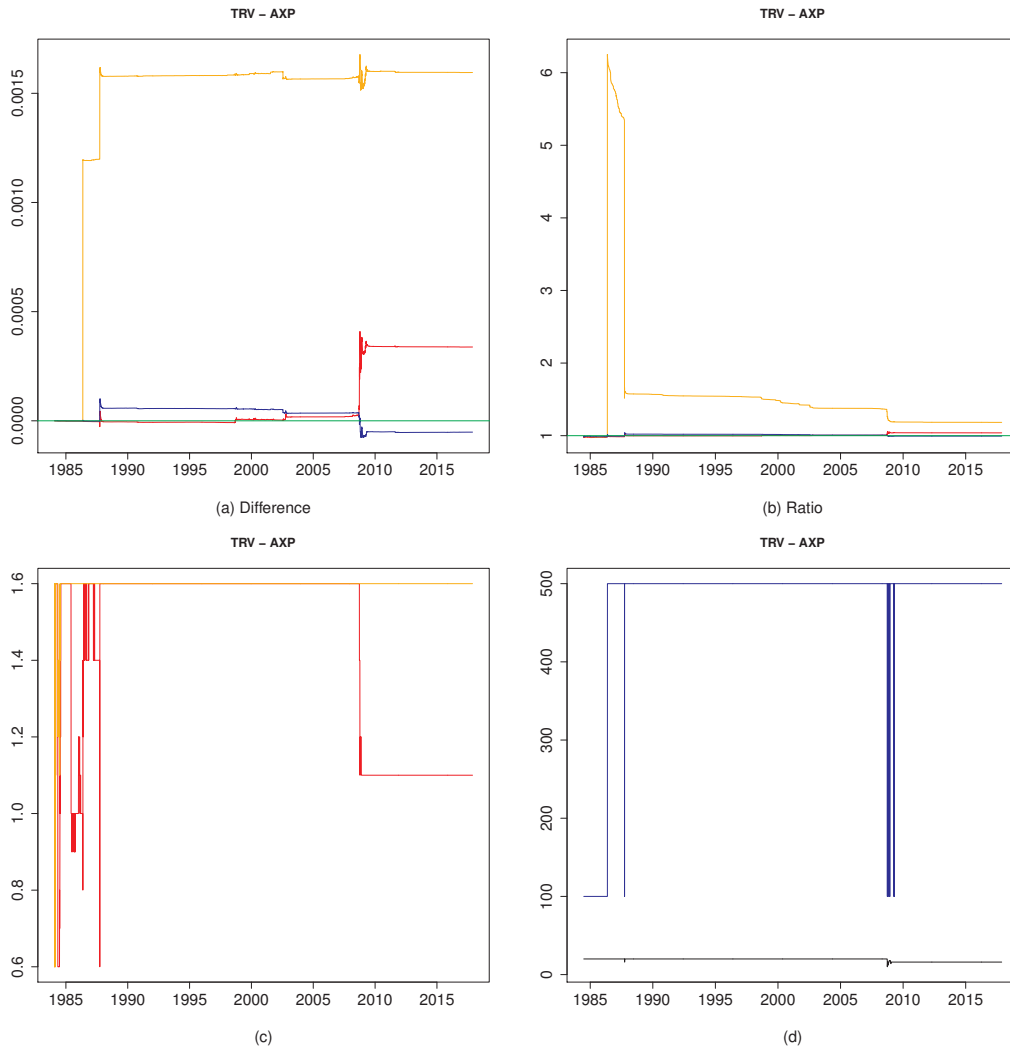 TRV – AXP
0.0015
0.0010
0.0005
0.0000
1985 1990 1995 2000 2005 2010 2015
(a) Difference
TRV – AXP
6
5
4
3
2
1
1985 1990 1995 2000 2005 2010 2015
(b) Ratio
TRV – AXP
1.6
1.4
1.2
1.0
0.8
0.6
1985 1990 1995 2000 2005 2010 2015
(c)
TRV – AXP
500
400
300
200
100
0
1985 1990 1995 2000 2005 2010 2015
(d)